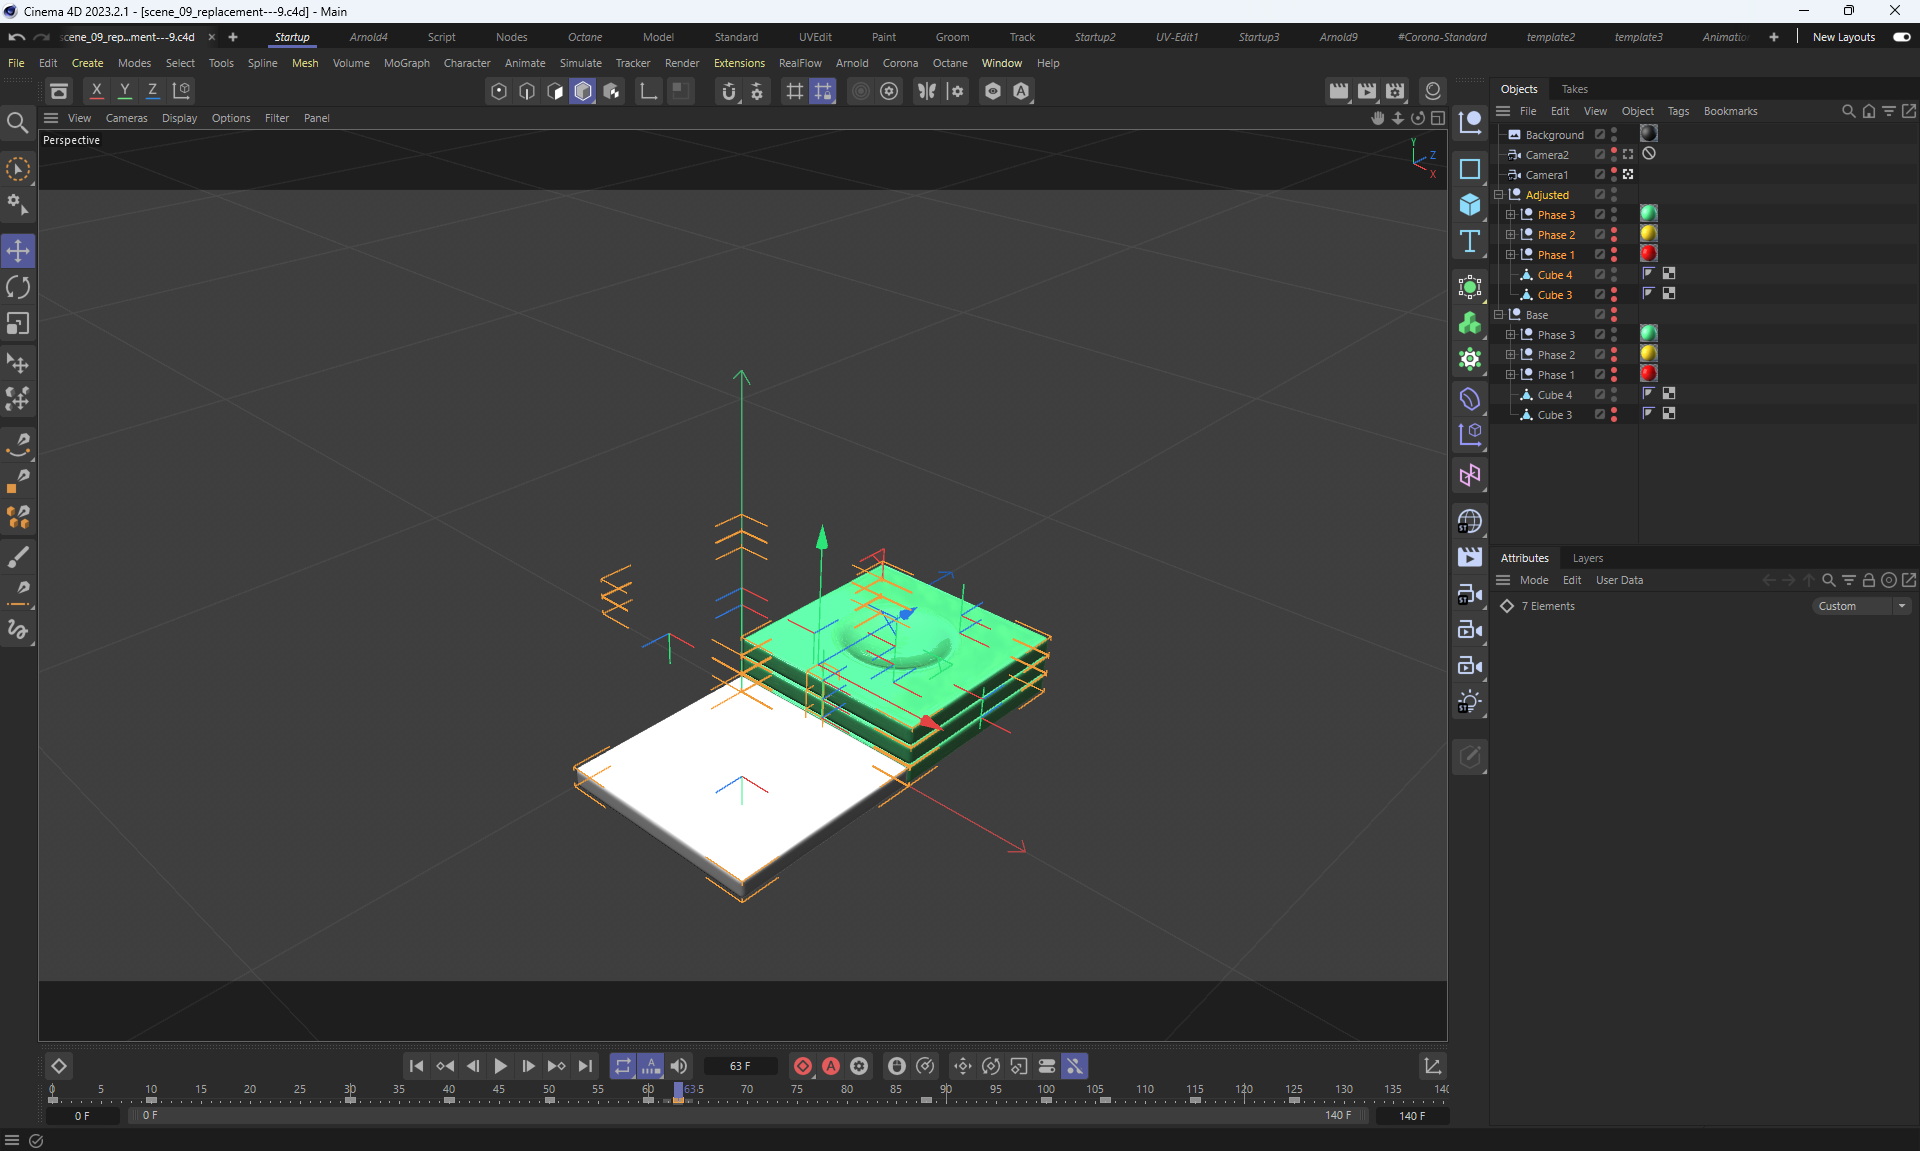 Cinema 4D 2023.2.1 - [scene_09_replacement---9.c4d] - Main
cene_09_rep...ment---9.c4d
Startup Arnold4 Script Nodes Octane Model Standard UVEdit Paint Groom Track Startup2 UV-Edit1 Startup3 Arnold9 #Corona-Standard template2 template3 Animatio New Layouts
File Edit Create Modes Select Tools Spline Mesh Volume MoGraph Character Animate Simulate Tracker Render Extensions RealFlow Arnold Corona Octane Window Help
X Y Z
Objects Takes
File Edit View Object Tags Bookmarks
View Cameras Display Options Filter Panel
Perspective
Y
Z
X
Background
Camera2
Camera1
Adjusted
Phase 3
Phase 2
Phase 1
Cube 4
Cube 3
Base
Phase 3
Phase 2
Phase 1
Cube 4
Cube 3
ST
ST
ST
Attributes Layers
Mode Edit User Data
7 Elements Custom
A
63 F
A
0 5 10 15 20 25 30 35 40 45 50 55 60 635 70 75 80 85 90 95 100 105 110 115 120 125 130 135 140
0 F 0 F 140 F 140 F